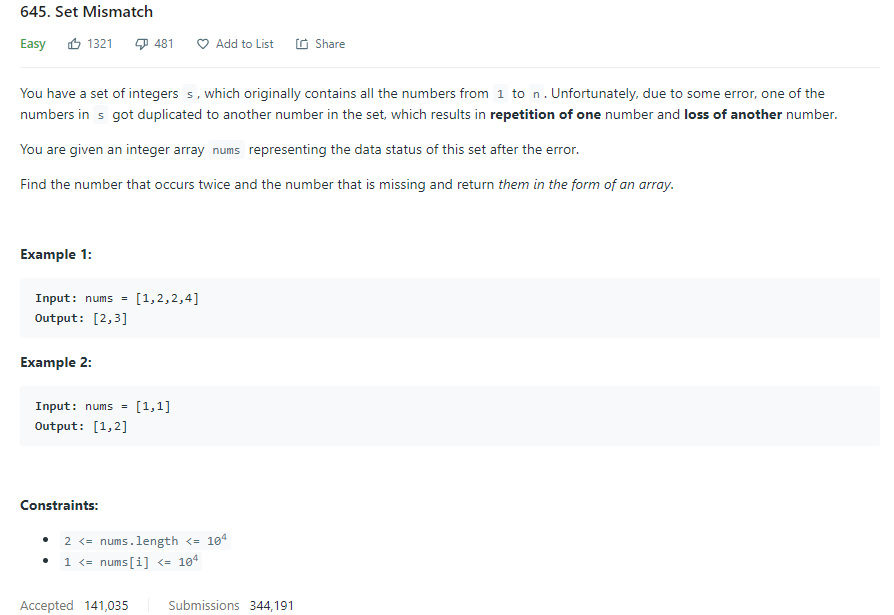 645. Set Mismatch
Easy 1321 481 Add to List Share
You have a set of integers s, which originally contains all the numbers from 1 to n. Unfortunately, due to some error, one of the
numbers in s got duplicated to another number in the set, which results in repetition of one number and loss of another number.
You are given an integer array nums representing the data status of this set after the error.
Find the number that occurs twice and the number that is missing and return them in the form of an array.
Example 1:
Input: nums = [1,2,2,4]
Output: [2,3]
Example 2:
Input: nums = [1,1]
Output: [1,2]
Constraints:
• 2 <= nums.length <= 10⁴
• 1 <= nums[i] <= 10⁴
Accepted 141,035 Submissions 344,191